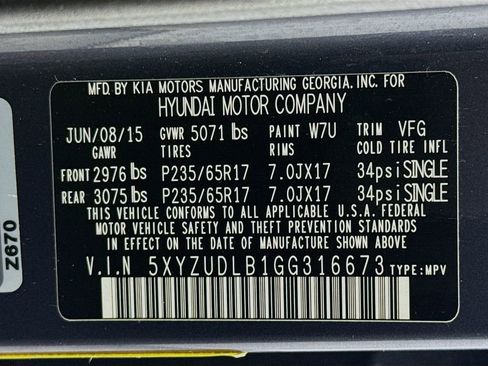 MFD. BY KIA MOTORS MANUFACTURING GEORGIA, INC. FOR
HYUNDAI MOTOR COMPANY
JUN/08/15 GVWR 5071 lbs PAINT W7U TRIM VFG
GAWR TIRES RIMS COLD TIRE INFL
FRONT 2976 lbs P235/65R17 7.0JX17 34psi SINGLE
REAR 3075 lbs P235/65R17 7.0JX17 34psi SINGLE
THIS VEHICLE CONFORMS TO ALL APPLICABLE U.S.A. FEDERAL
MOTOR VEHICLE SAFETY AND THEFT PREVENTION STANDARDS
IN EFFECT ON THE DATE OF MANUFACTURE SHOWN ABOVE.
V.I.N 5XYZUDLB1GG316673 TYPE: MPV
Z670